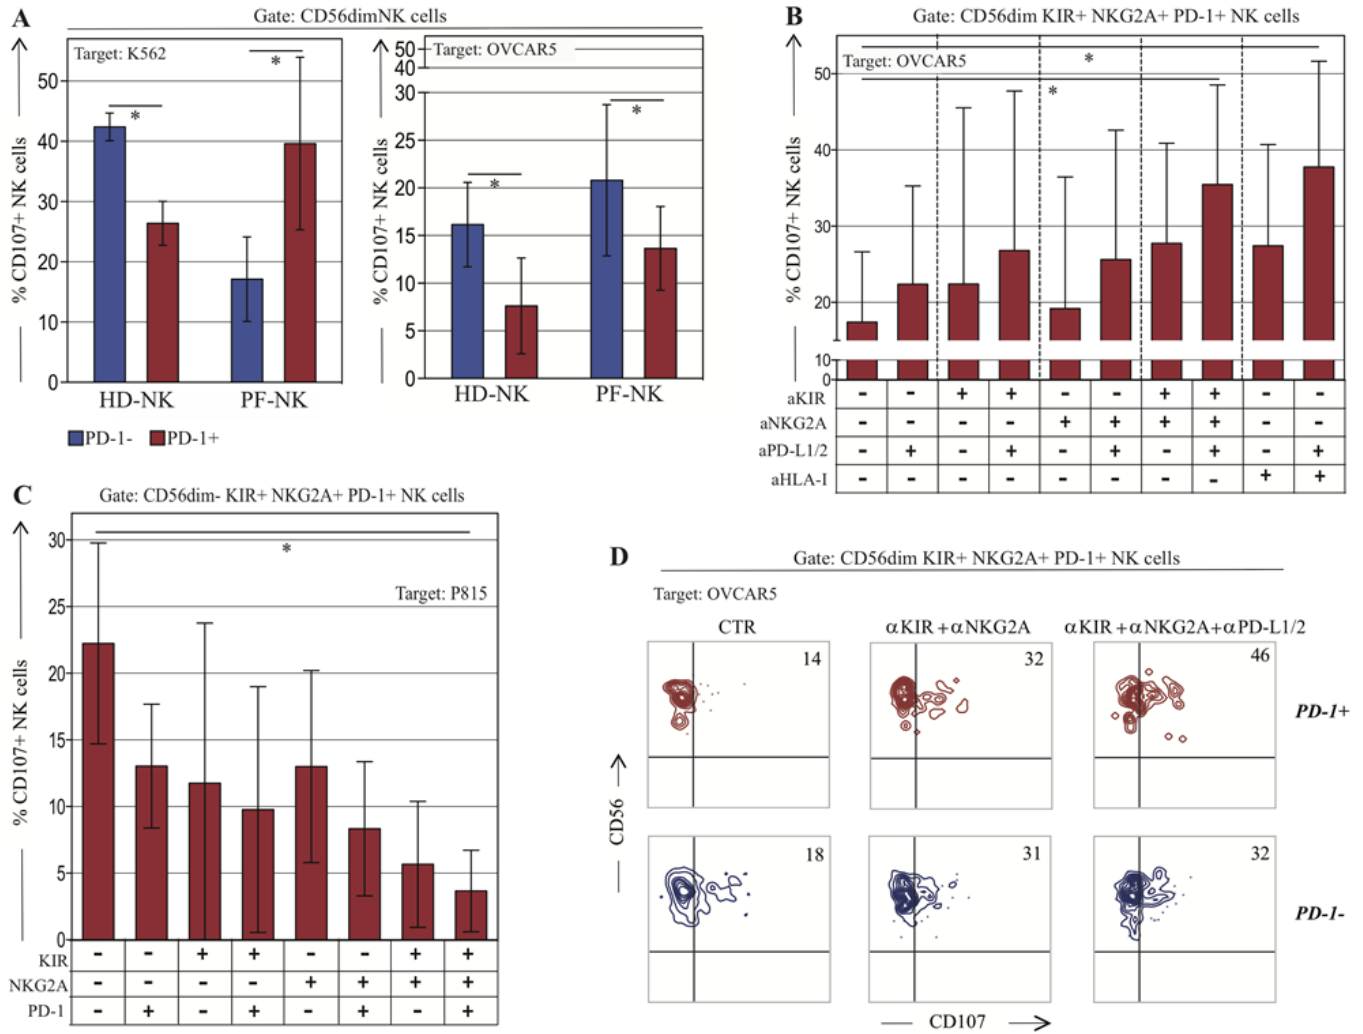 A
Gate: CD56dimNK cells
Target: K562
% CD107+ NK cells
50
40
30
20
10
0
HD-NK
PF-NK
Target: OVCAR5
% CD107+ NK cells
50
40
30
25
20
15
10
5
0
HD-NK
PF-NK
*
*
*
*
PD-1-
PD-1+
B
Gate: CD56dim KIR+ NKG2A+ PD-1+ NK cells
Target: OVCAR5
*
*
% CD107+ NK cells
50
40
30
20
10
0
aKIR - - + + - - + + - -
aNKG2A - - - - + + + + - -
aPD-L1/2 - + - + - + - + - +
aHLA-I - - - - - - - - + +
C
Gate: CD56dim- KIR+ NKG2A+ PD-1+ NK cells
*
Target: P815
% CD107+ NK cells
30
25
20
15
10
5
0
KIR - - + + - - + +
NKG2A - - - - + + + +
PD-1 - + - + - + - +
D
Gate: CD56dim KIR+ NKG2A+ PD-1+ NK cells
Target: OVCAR5
CTR
αKIR+αNKG2A
αKIR+αNKG2A+αPD-L1/2
14
32
46
PD-1+
18
31
32
PD-1-
CD56
CD107